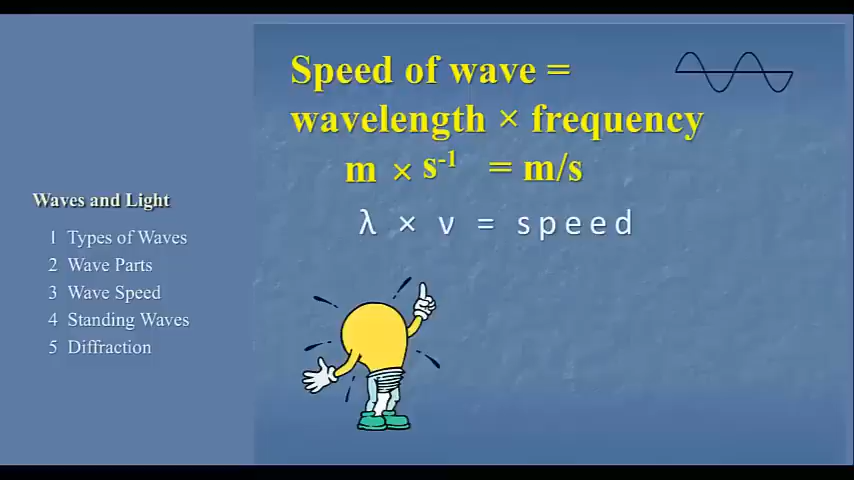 Speed of wave =
wavelength × frequency
m × s-1 = m/s
λ × ν = speed
Waves and Light
1 Types of Waves
2 Wave Parts
3 Wave Speed
4 Standing Waves
5 Diffraction